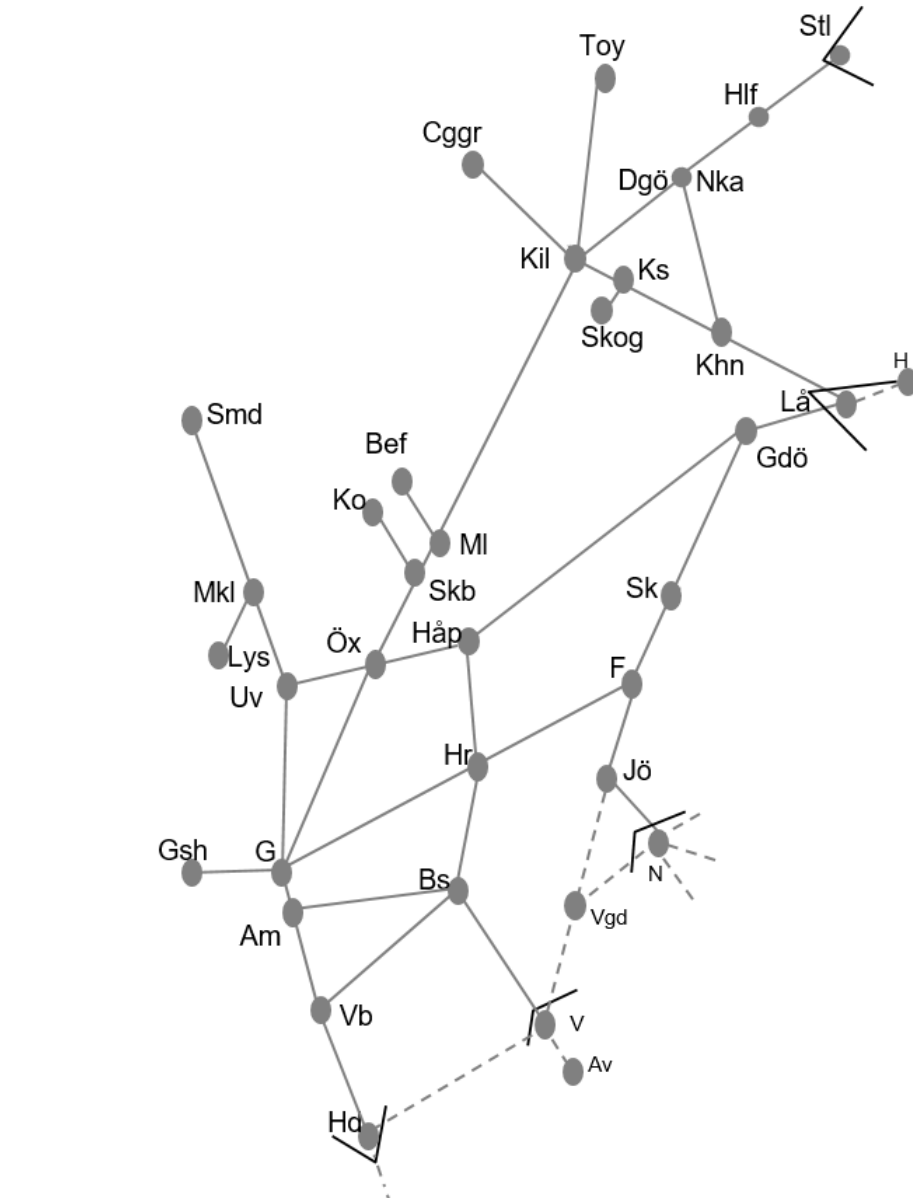 Stl
Toy
Hlf
Cggr
Dgö
Nka
Kil
Ks
Skog
Khn
H
Lå
Smd
Bef
Gdö
Ko
Ml
Mkl
Skb
Sk
Håp
Öx
Lys
Uv
F
Hr
Jö
Gsh
G
Bs
N
Vgd
Am
Vb
V
Av
Hd